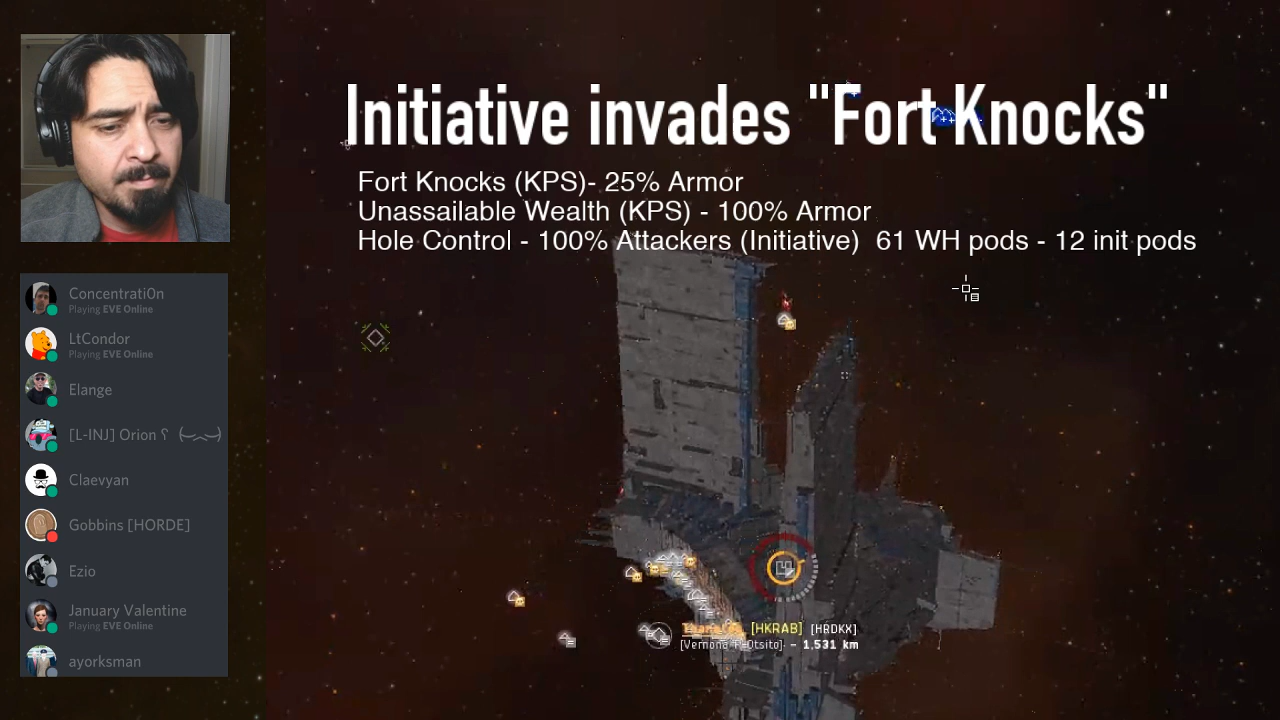 Initiative invades "Fort Knocks"
Fort Knocks (KPS)- 25% Armor
Unassailable Wealth (KPS) - 100% Armor
Hole Control - 100% Attackers (Initiative)  61 WH pods - 12 init pods
Concentrati0n
Playing EVE Online
LtCondor
Playing EVE Online
Elange
[L-INJ] Orion
Claevyan
Gobbins [HORDE]
Ezio
January Valentine
Playing EVE Online
ayorksman
[HKRAB] [HRDKX]
- 1,531 km